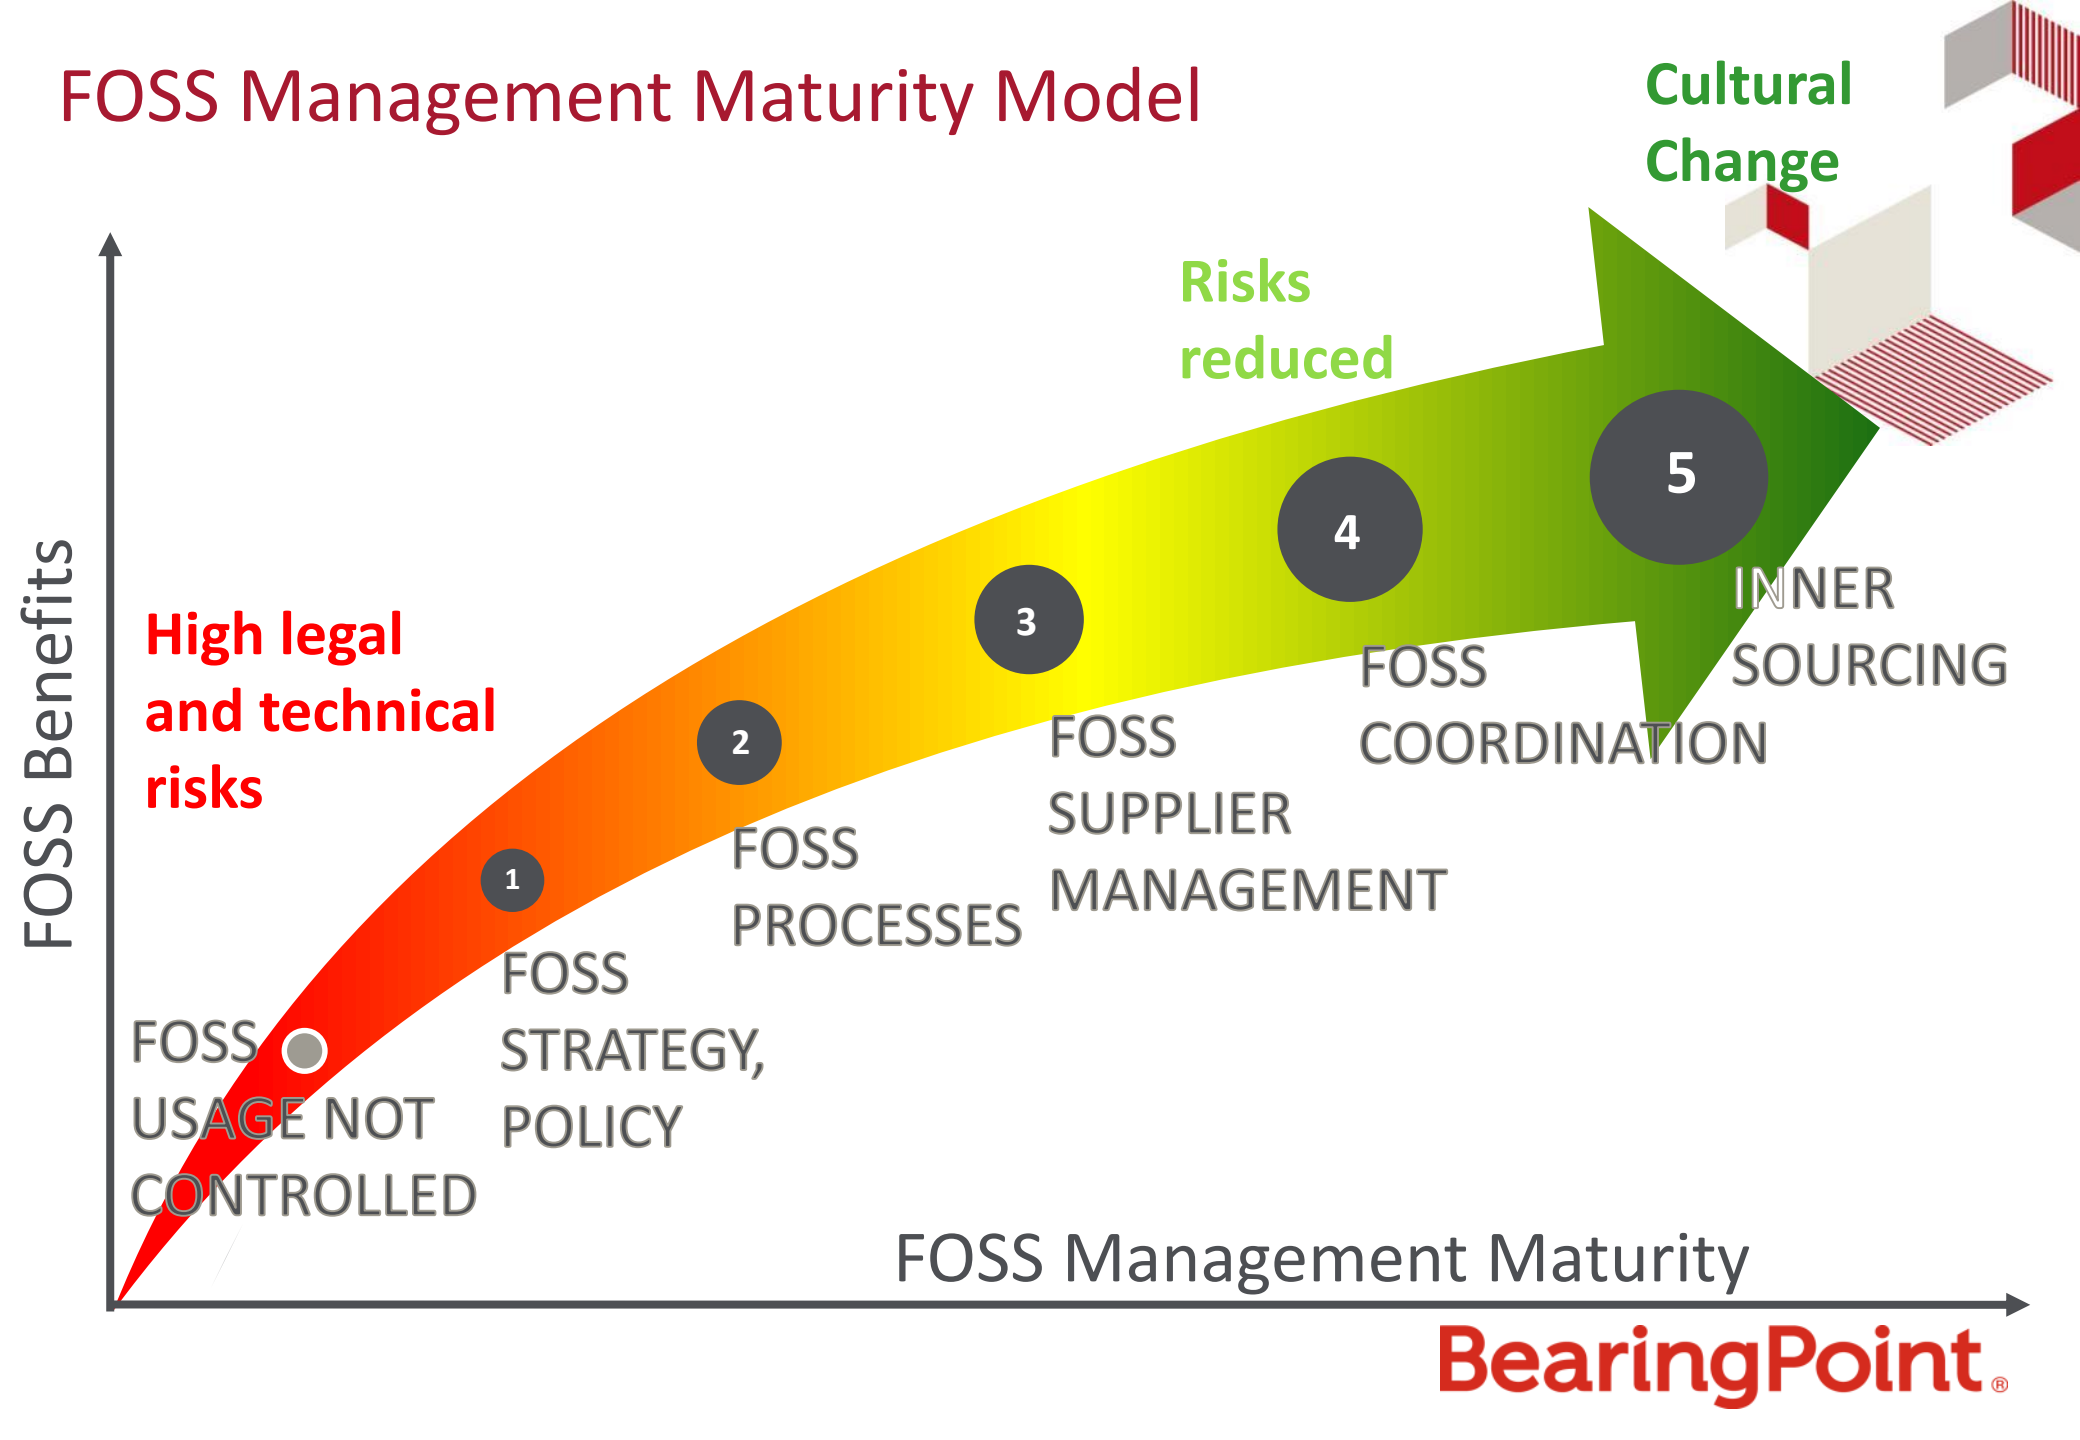 FOSS Management Maturity Model
Cultural
Change
Risks
reduced
High legal
and technical
risks
FOSS Benefits
5
4
3
2
1
INNER
SOURCING
FOSS
COORDINATION
FOSS
SUPPLIER
MANAGEMENT
FOSS
PROCESSES
FOSS
STRATEGY,
POLICY
FOSS
USAGE NOT
CONTROLLED
FOSS Management Maturity
BearingPoint®